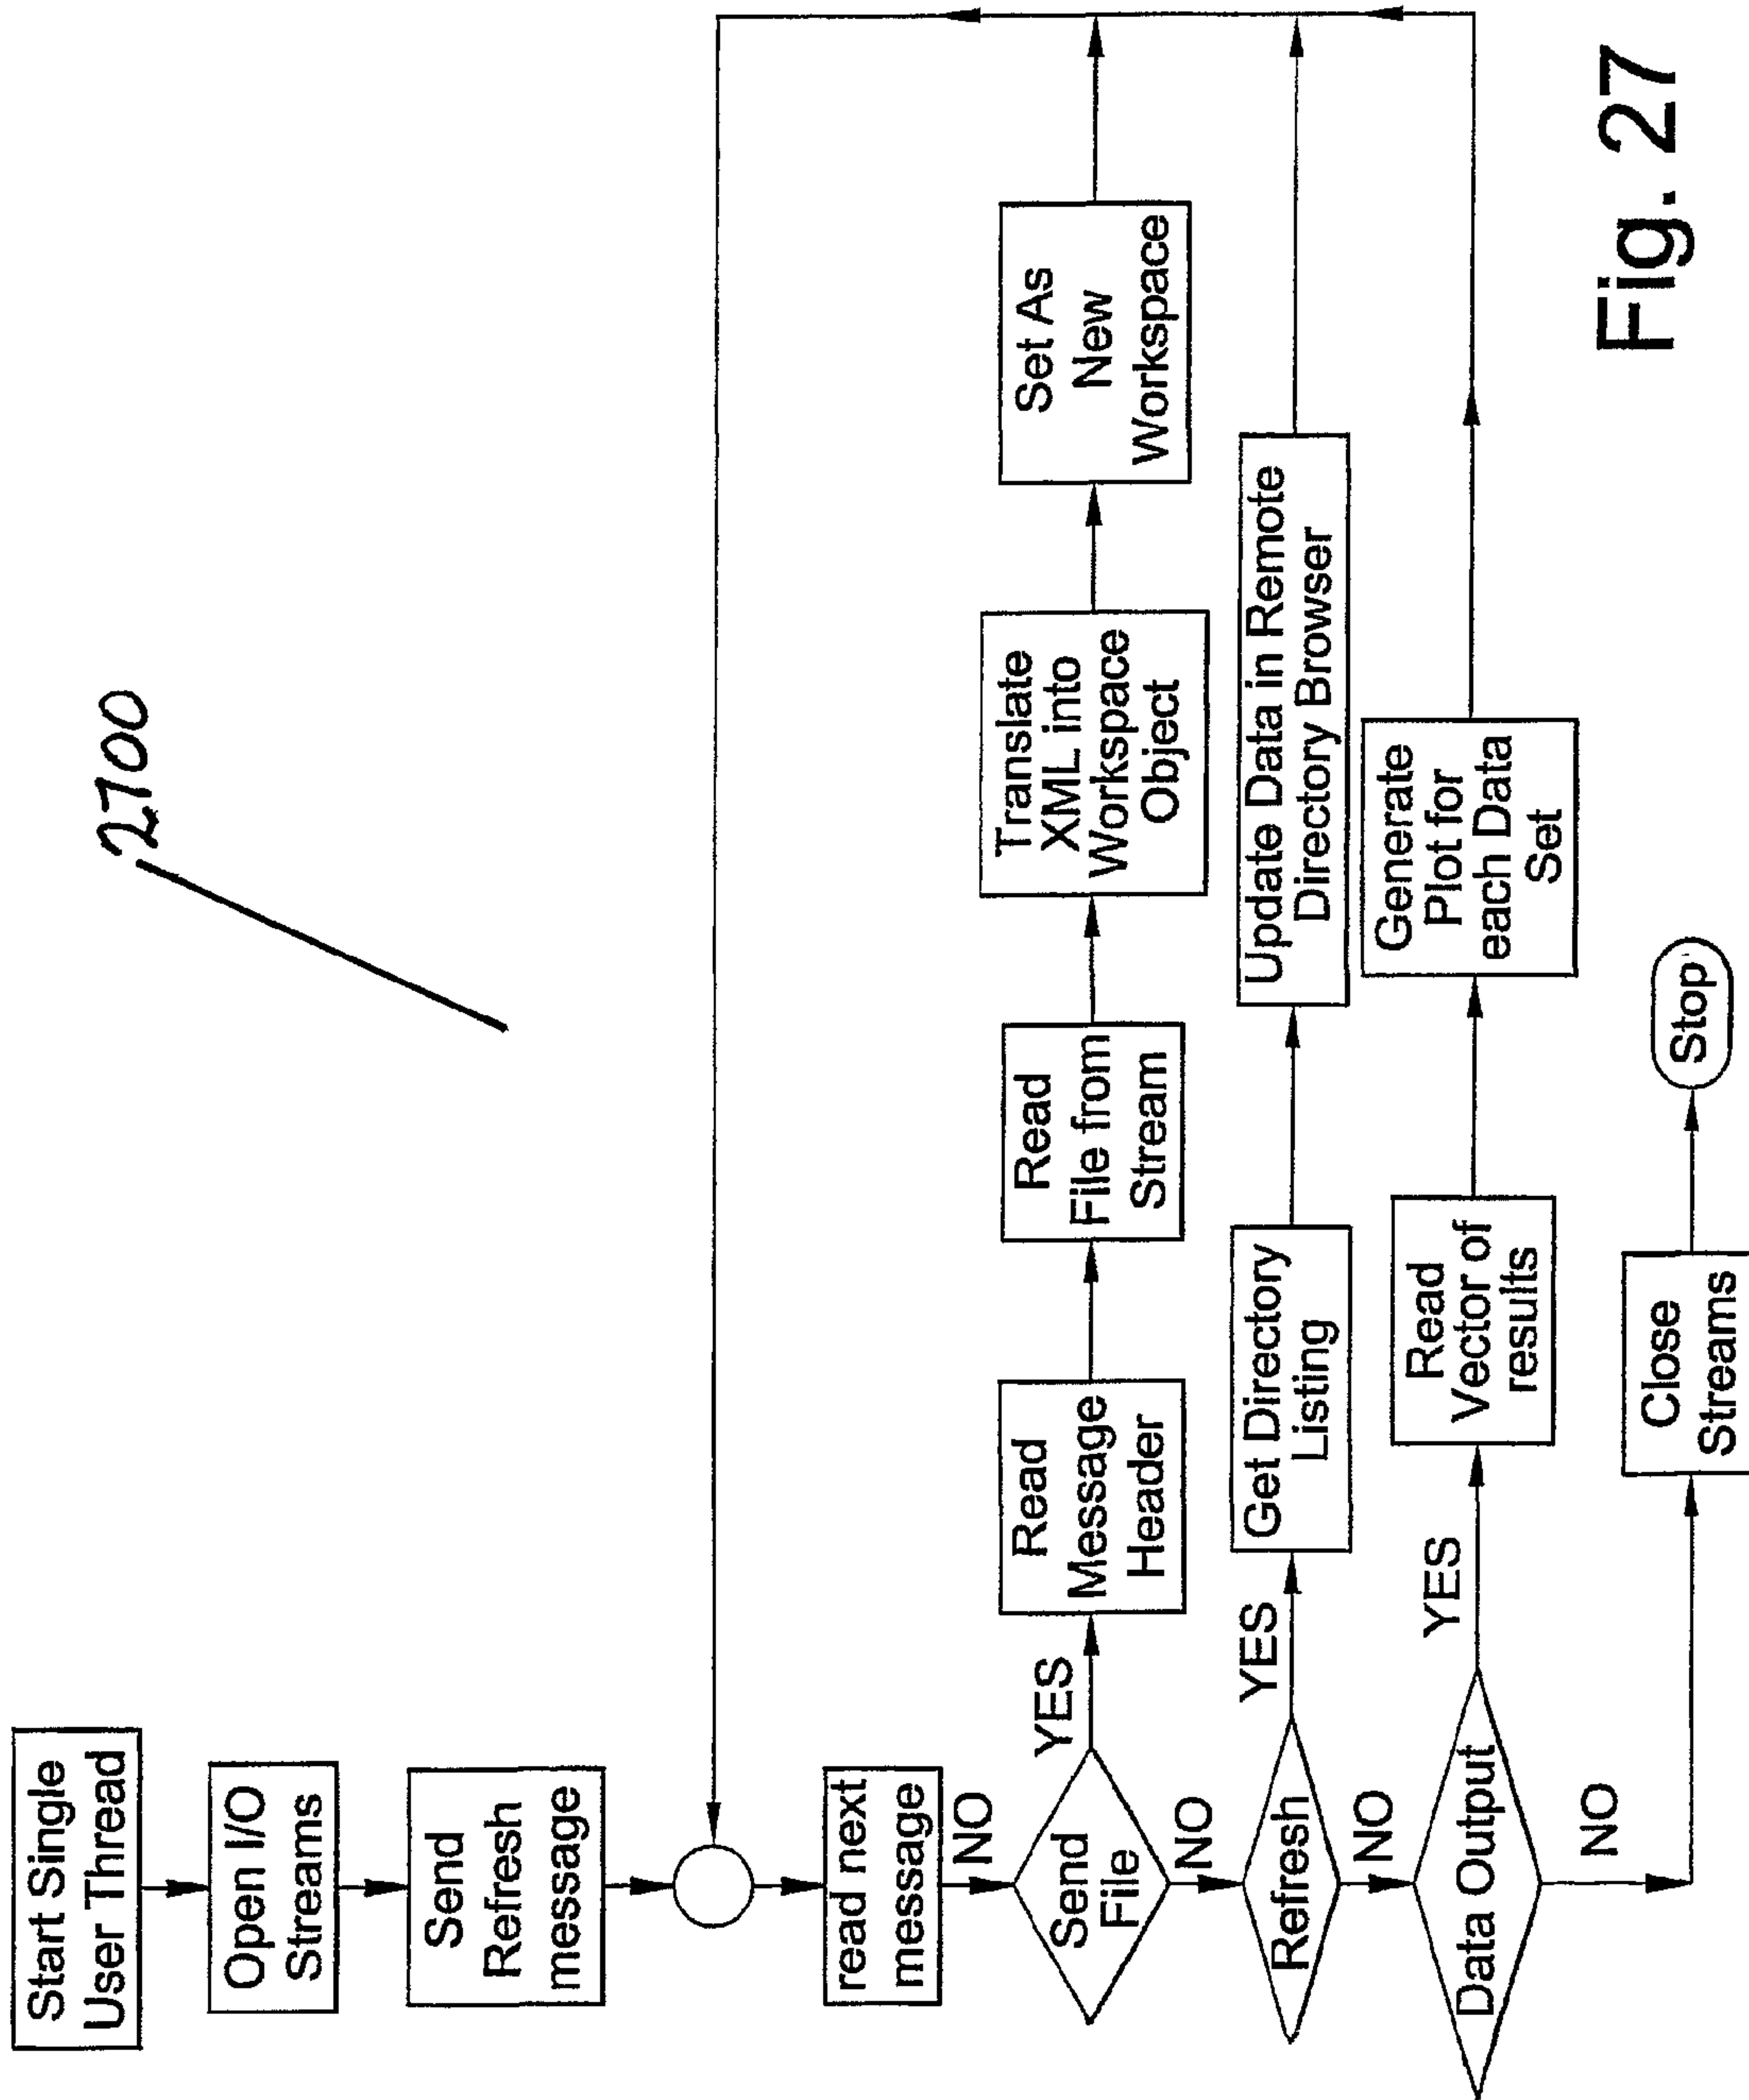 2700
Start Single
User Thread
Open I/O
Streams
Send
Refresh
message
read next
message
NO
Send
File
YES
Read
Message
Header
Read
File from
Stream
Translate
XML into
Workspace
Object
Set As
New
Workspace
NO
Refresh
YES
Get Directory
Listing
Update Data in Remote
Directory Browser
NO
Data Output
YES
Read
Vector of
results
Generate
Plot for
each Data
Set
NO
Close
Streams
Stop
Fig. 27